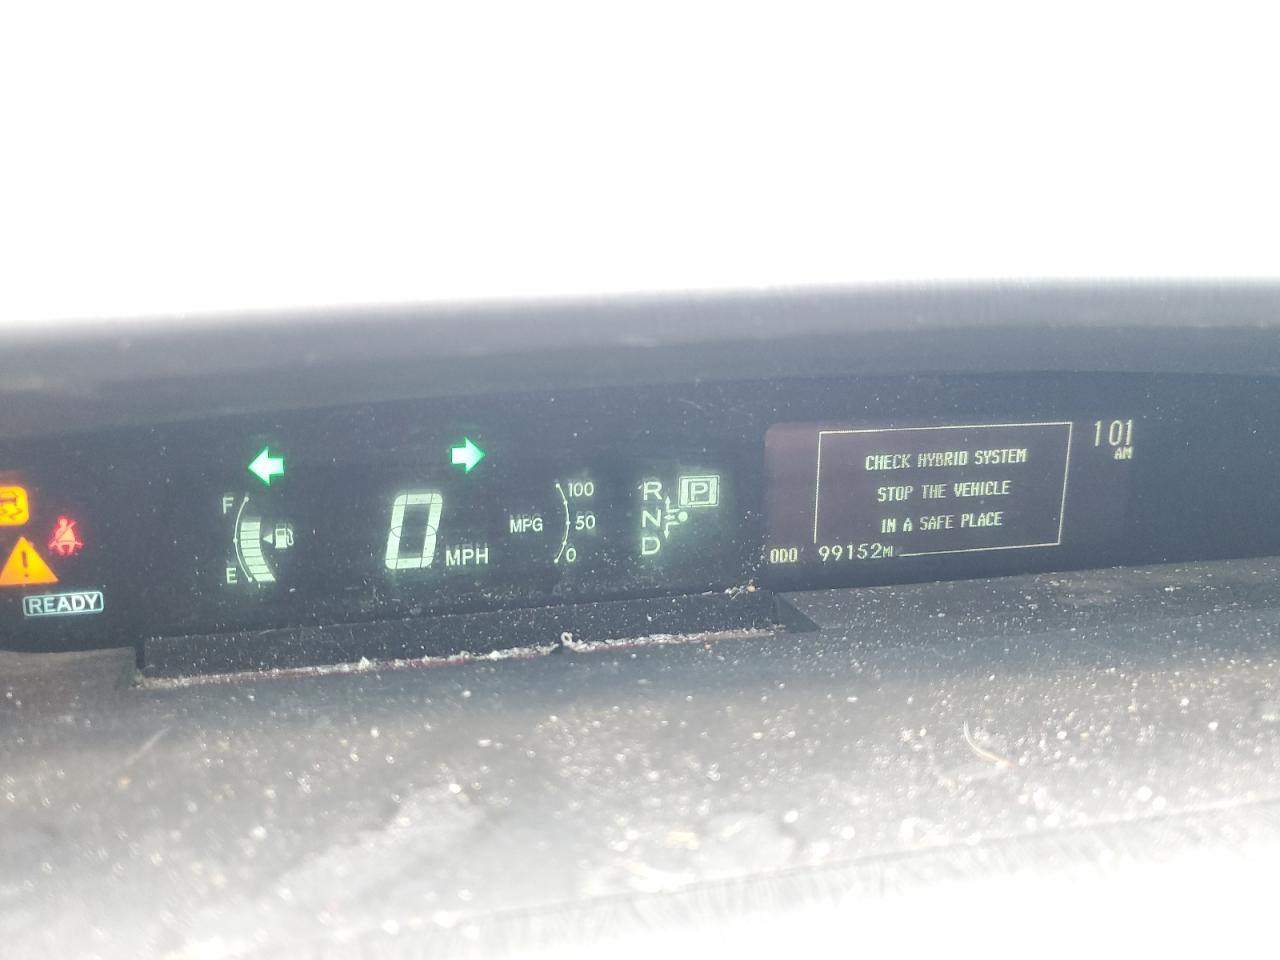 READY
F
E
0
MPH
MPG
100
50
0
R
N
D
P
CHECK HYBRID SYSTEM
STOP THE VEHICLE
IN A SAFE PLACE
ODO 99152MI
101
AM